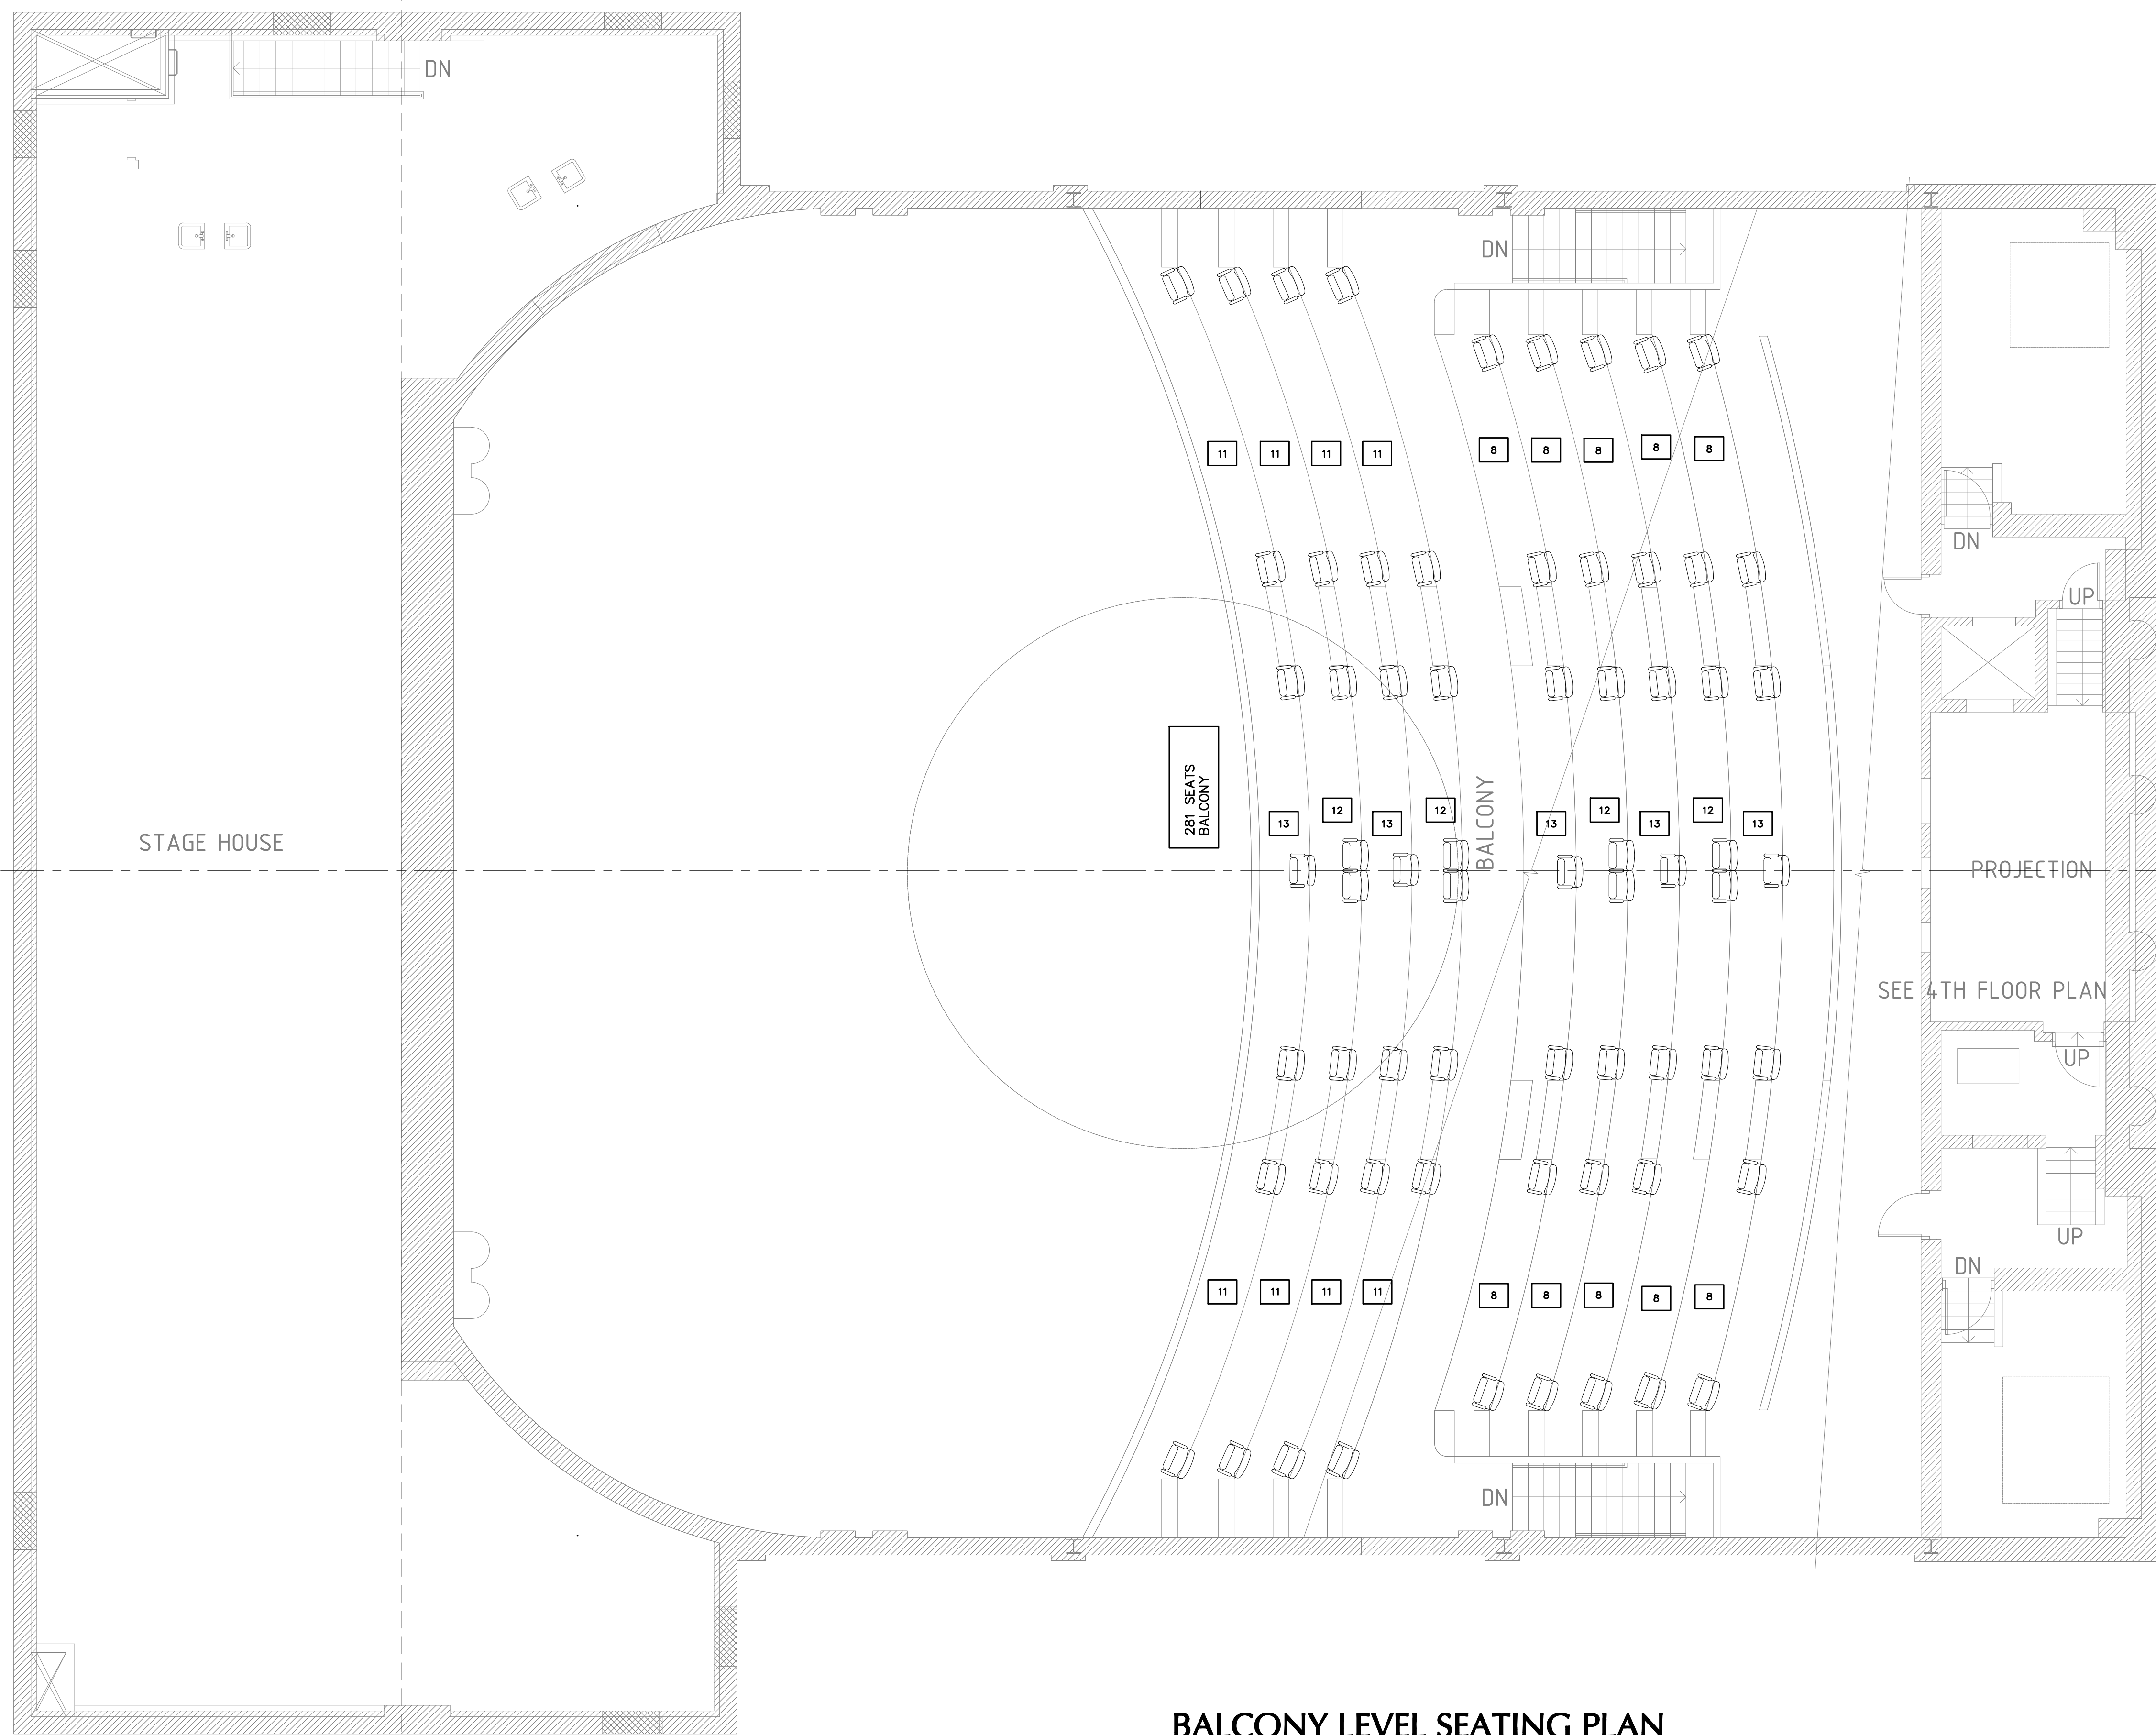 DN
DN
11 11 11 11 8 8 8 8 8
DN
UP
281 SEATS
BALCONY
13 12 13 12 13 12 13 12 13
BALCONY
STAGE HOUSE
PROJECTION
SEE 4TH FLOOR PLAN
UP
UP
DN
11 11 11 11 8 8 8 8 8
DN
BALCONY LEVEL SEATING PLAN